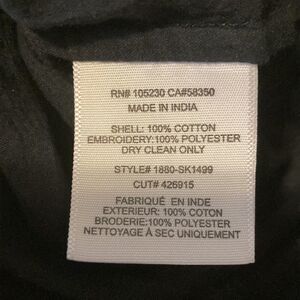 RN# 105230 CA#58350
MADE IN INDIA
SHELL: 100% COTTON
EMBROIDERY:100% POLYESTER
DRY CLEAN ONLY
STYLE# 1880-SK1499
CUT# 426915
FABRIQUÉ EN INDE
EXTERIEUR: 100% COTON
BRODERIE:100% POLYESTER
NETTOYAGE À SEC UNIQUEMENT